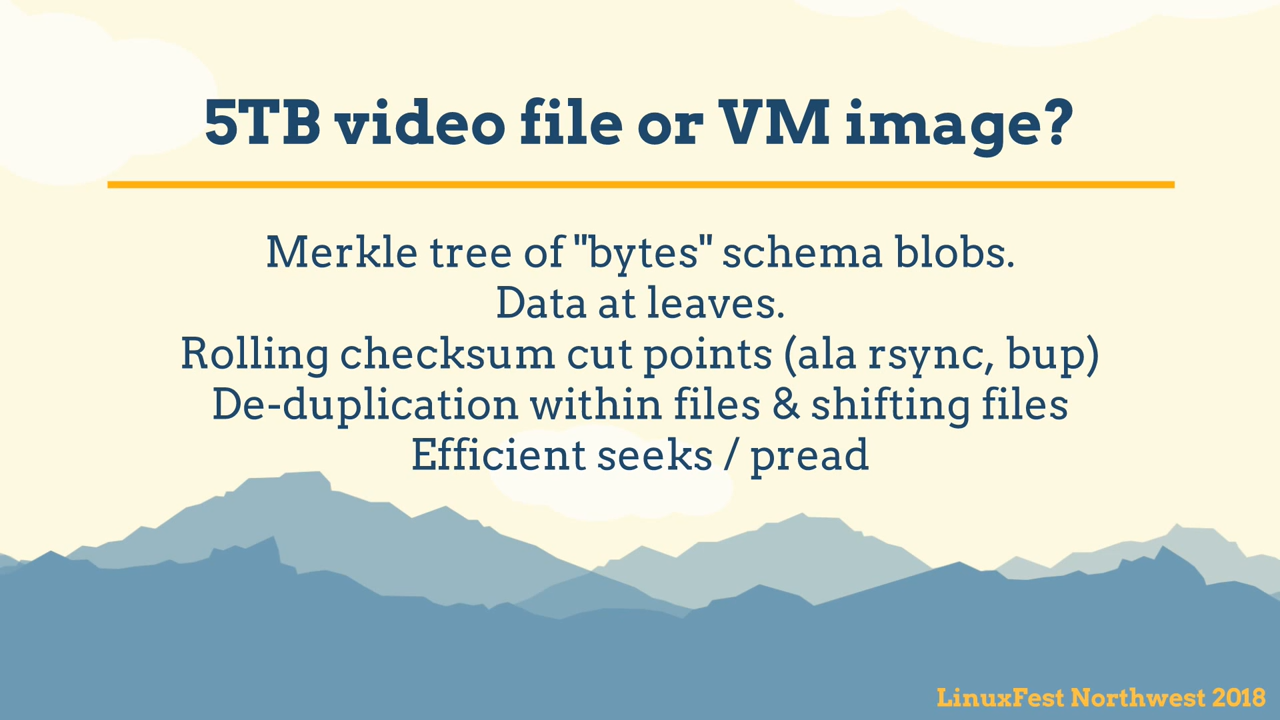 5TB video file or VM image?
Merkle tree of "bytes" schema blobs.
Data at leaves.
Rolling checksum cut points (ala rsync, bup)
De-duplication within files & shifting files
Efficient seeks / pread
LinuxFest Northwest 2018